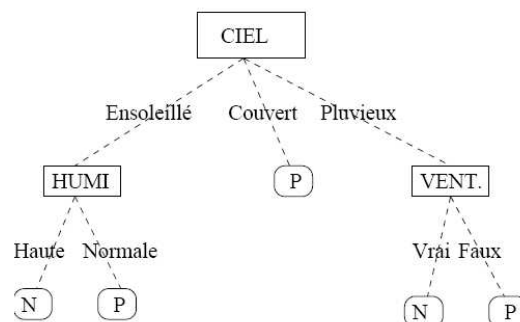 CIEL
Ensoleillé Couvert Pluvieux
HUMI P VENT.
Haute Normale Vrai Faux
N P N P